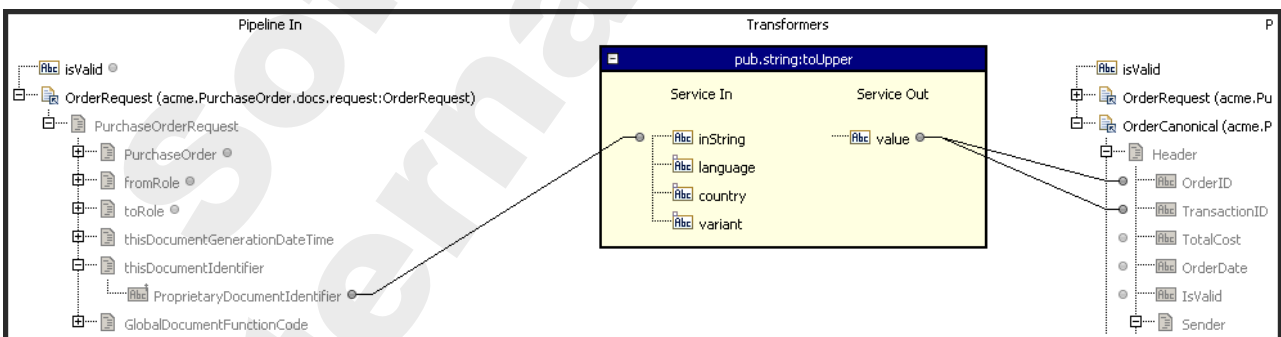 Pipeline In
Transformers
P
isValid
OrderRequest (acme.PurchaseOrder.docs.request:OrderRequest)
PurchaseOrderRequest
PurchaseOrder
fromRole
toRole
thisDocumentGenerationDateTime
thisDocumentIdentifier
ProprietaryDocumentIdentifier
GlobalDocumentFunctionCode
pub.string:toUpper
Service In
Service Out
inString
language
country
variant
value
isValid
OrderRequest (acme.Pu
OrderCanonical (acme.P
Header
OrderID
TransactionID
TotalCost
OrderDate
IsValid
Sender